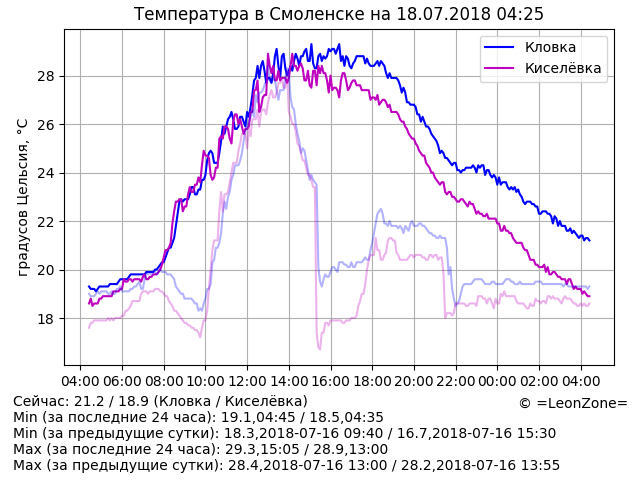 Температура в Смоленске на 18.07.2018 04:25
Кловка
Киселёвка
градусов Цельсия, °C
28
26
24
22
20
18
04:00 06:00 08:00 10:00 12:00 14:00 16:00 18:00 20:00 22:00 00:00 02:00 04:00
Сейчас: 21.2 / 18.9 (Кловка / Киселёвка)
© =LeonZone=
Min (за последние 24 часа): 19.1,04:45 / 18.5,04:35
Min (за предыдущие сутки): 18.3,2018-07-16 09:40 / 16.7,2018-07-16 15:30
Max (за последние 24 часа): 29.3,15:05 / 28.9,13:00
Max (за предыдущие сутки): 28.4,2018-07-16 13:00 / 28.2,2018-07-16 13:55